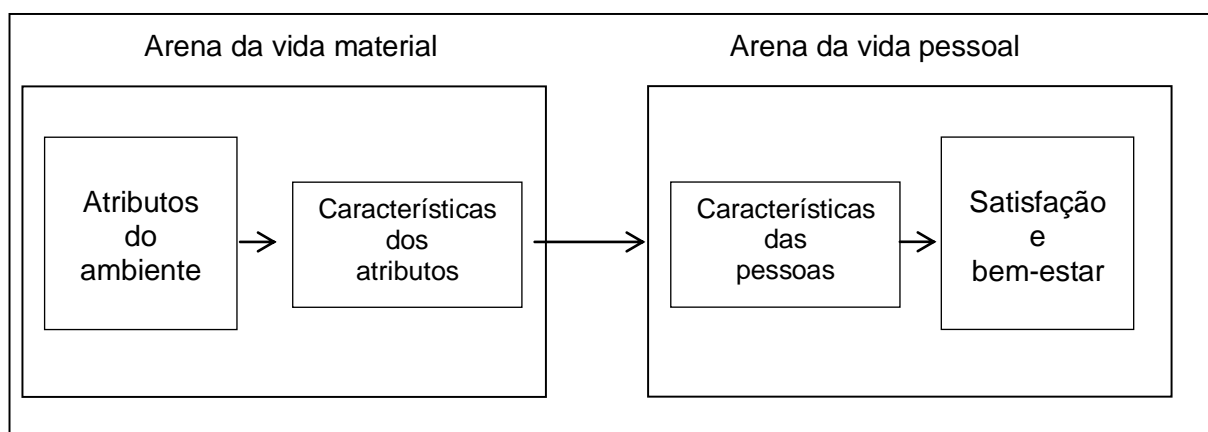 Arena da vida material
Arena da vida pessoal
Atributos
do
ambiente
Características
dos
atributos
Características
das
pessoas
Satisfação
e
bem-estar